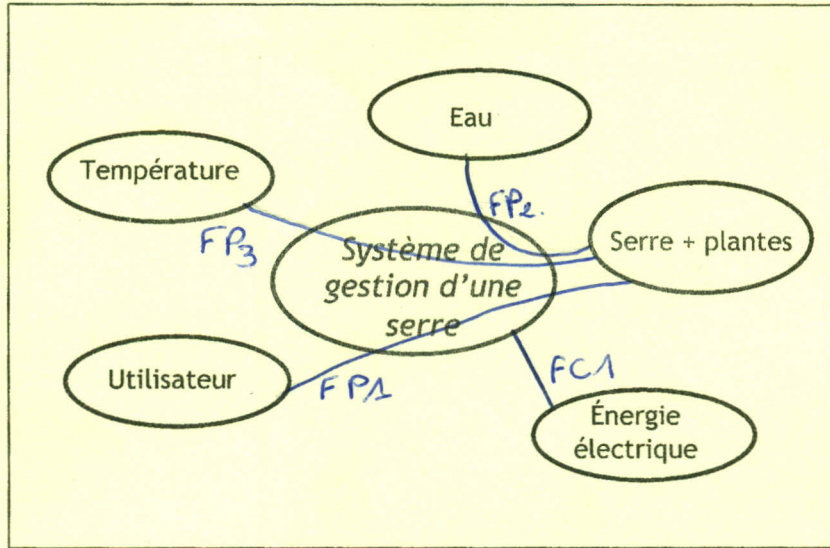 Eau
Température
FP2.
FP3
Serre + plantes
Système de
gestion d'une
serre
Utilisateur
FP1
FC1
Énergie
électrique